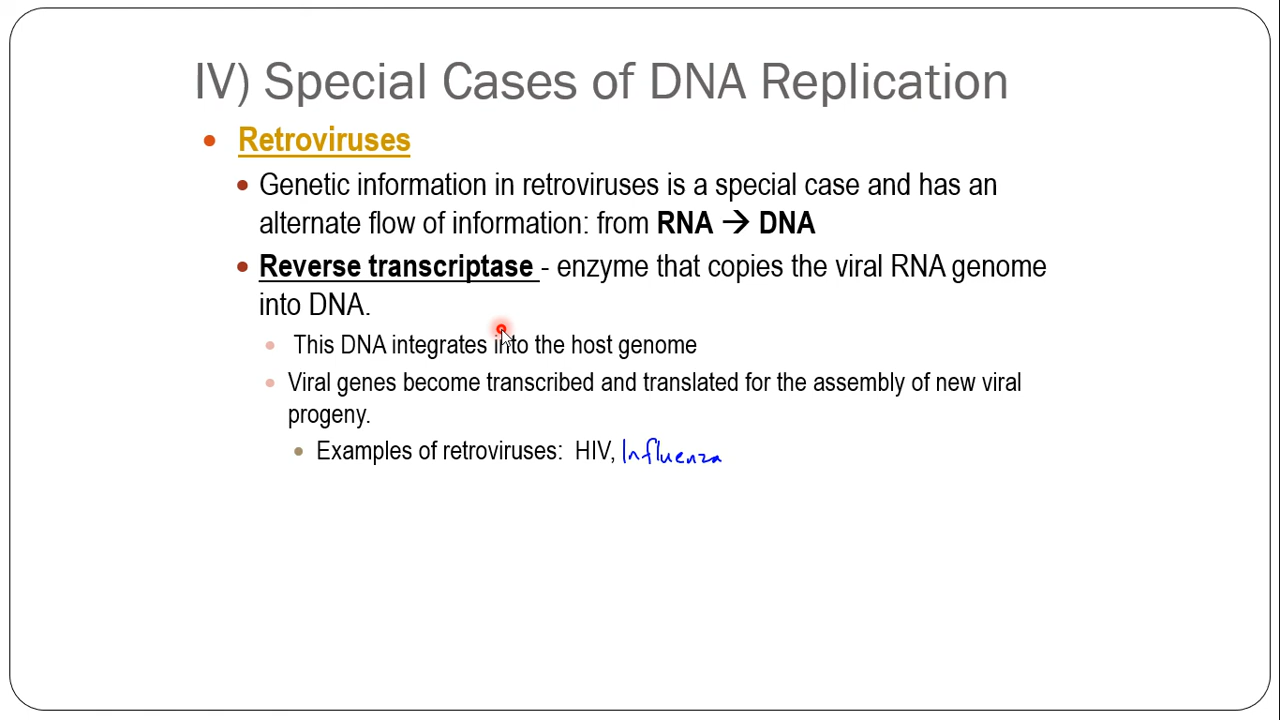 IV) Special Cases of DNA Replication
• Retroviruses
• Genetic information in retroviruses is a special case and has an
alternate flow of information: from RNA → DNA
• Reverse transcriptase - enzyme that copies the viral RNA genome
into DNA.
• This DNA integrates into the host genome
• Viral genes become transcribed and translated for the assembly of new viral
progeny.
• Examples of retroviruses: HIV, Influenza